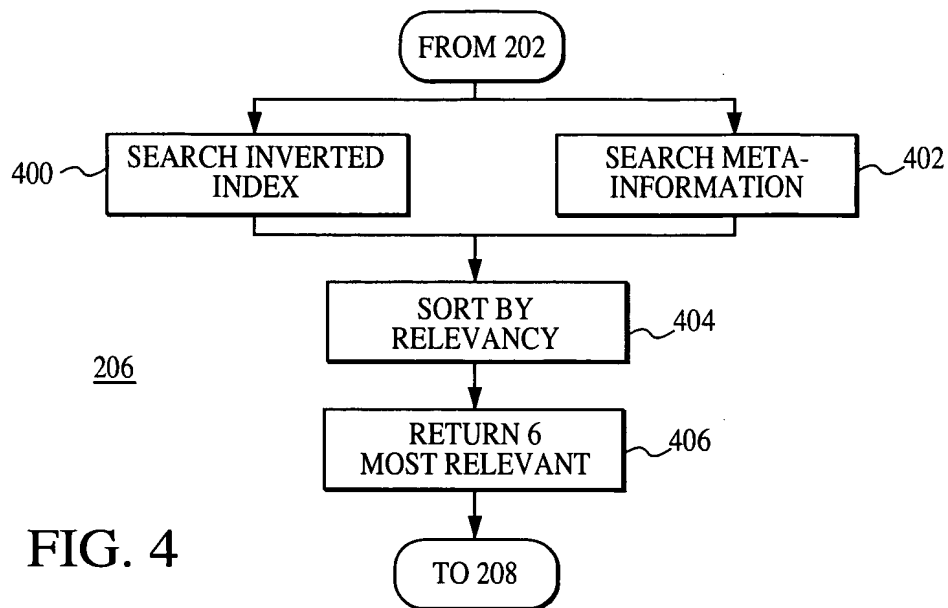 FROM 202
400
SEARCH INVERTED
INDEX
SEARCH META-
INFORMATION
402
SORT BY
RELEVANCY
404
206
RETURN 6
MOST RELEVANT
406
FIG. 4
TO 208